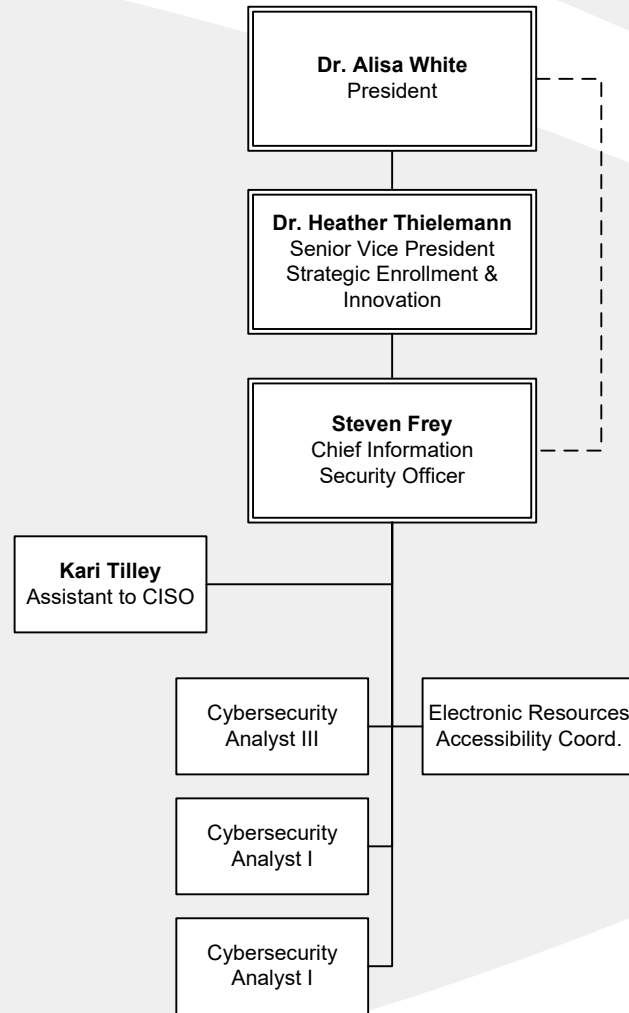 Dr. Alisa White
President
Dr. Heather Thielemann
Senior Vice President
Strategic Enrollment &
Innovation
Steven Frey
Chief Information
Security Officer
Kari Tilley
Assistant to CISO
Cybersecurity
Analyst III
Electronic Resources
Accessibility Coord.
Cybersecurity
Analyst I
Cybersecurity
Analyst I